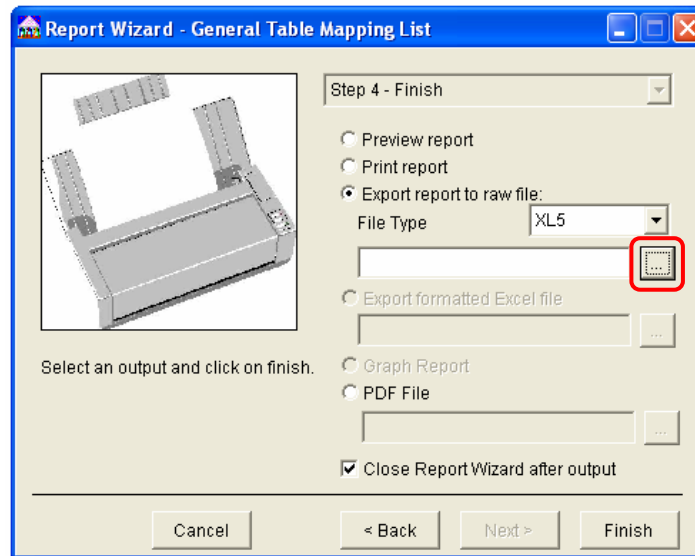 Report Wizard - General Table Mapping List
Step 4 - Finish
Preview report
Print report
Export report to raw file:
File Type XL5
...
Export formatted Excel file
...
Select an output and click on finish.
Graph Report
PDF File
...
Close Report Wizard after output
Cancel < Back Next > Finish